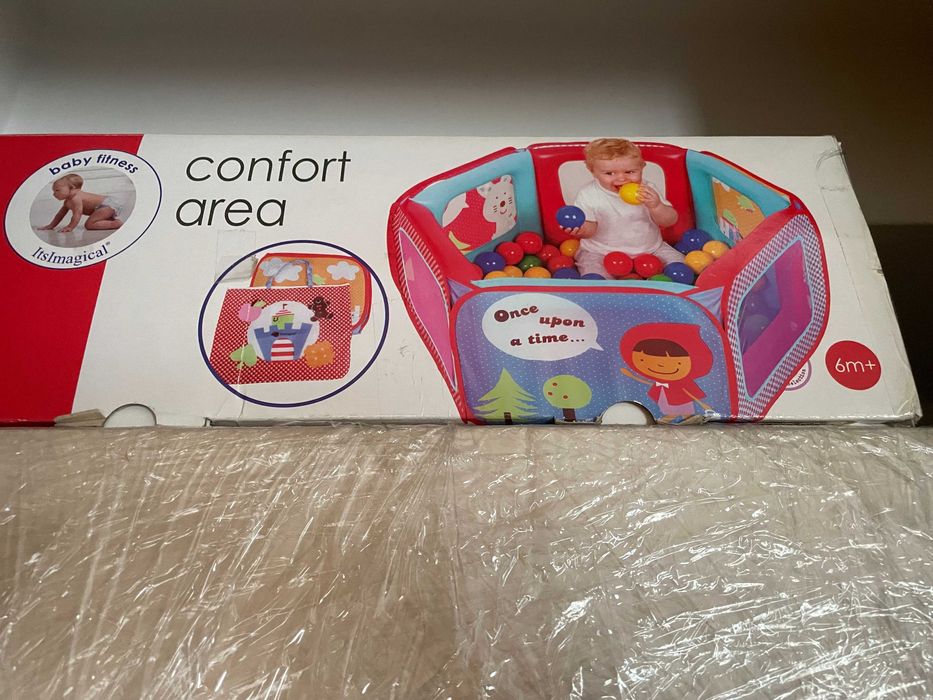 baby fitness
ItsImagical®
confort
area
Once
upon
a time...
6m+